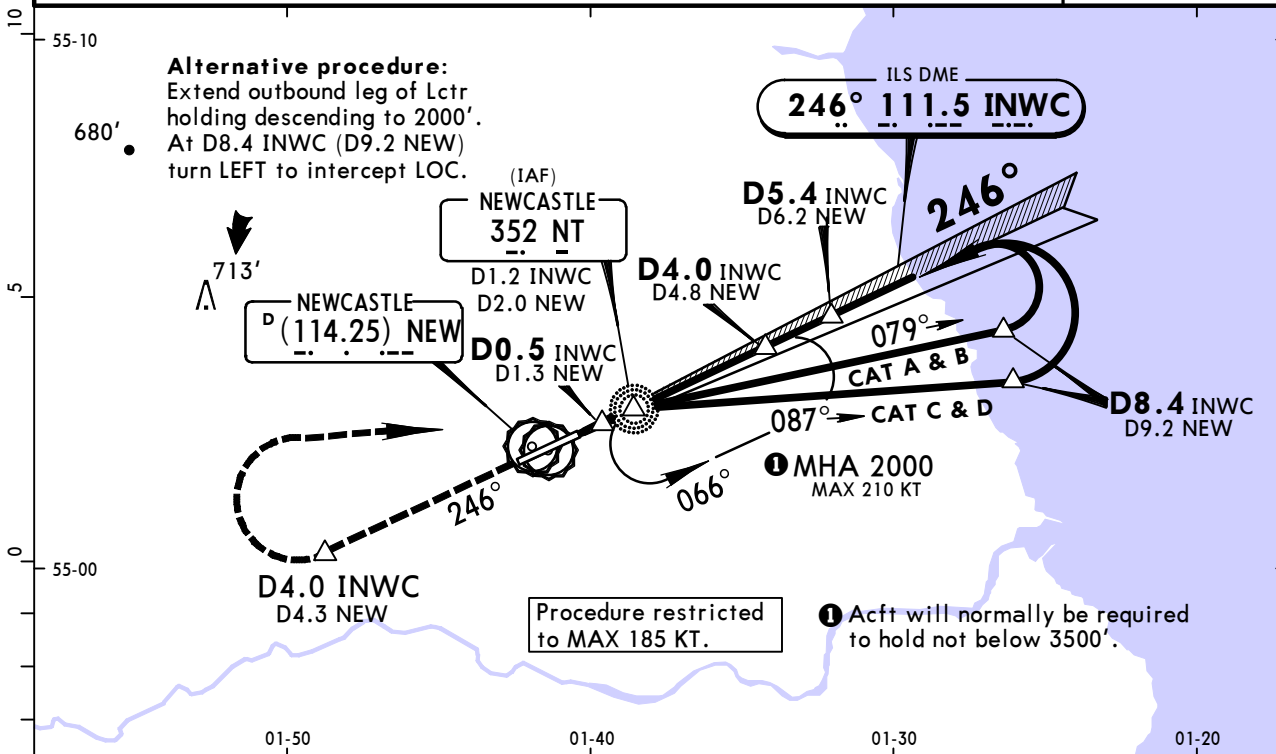 10
55-10
Alternative procedure:
Extend outbound leg of Lctr
holding descending to 2000'.
At D8.4 INWC (D9.2 NEW)
turn LEFT to intercept LOC.
680'
713'
ILS DME
246° 111.5 INWC
(IAF)
NEWCASTLE
352 NT
D1.2 INWC
D2.0 NEW
D5.4 INWC
D6.2 NEW
246°
D4.0 INWC
D4.8 NEW
5
NEWCASTLE
D (114.25) NEW
D0.5 INWC
D1.3 NEW
079°
CAT A & B
087°
CAT C & D
D8.4 INWC
D9.2 NEW
066°
1 MHA 2000
MAX 210 KT
246°
0
55-00
D4.0 INWC
D4.3 NEW
Procedure restricted
to MAX 185 KT.
1 Acft will normally be required
to hold not below 3500'.
01-50
01-40
01-30
01-20